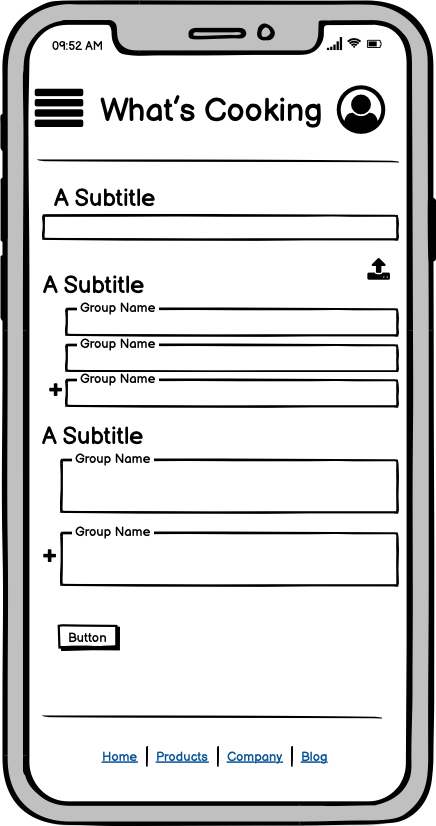 09:52 AM
What's Cooking
A Subtitle
A Subtitle
Group Name
Group Name
Group Name
A Subtitle
Group Name
Group Name
Button
Home | Products | Company | Blog